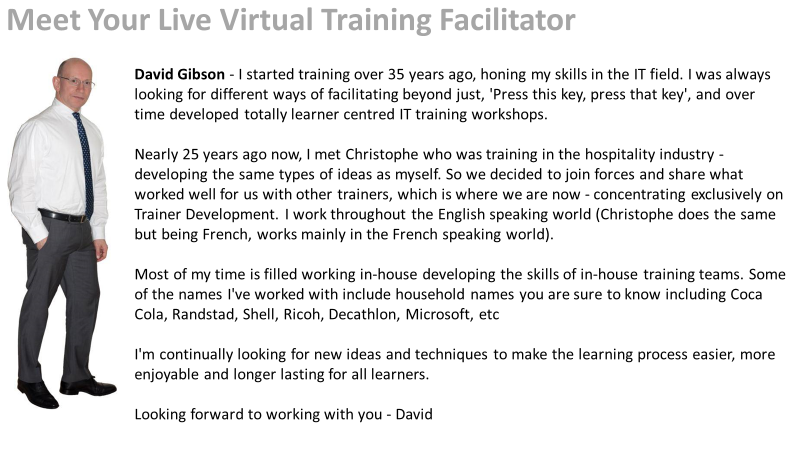 Meet Your Live Virtual Training Facilitator
David Gibson - I started training over 35 years ago, honing my skills in the IT field. I was always
looking for different ways of facilitating beyond just, 'Press this key, press that key', and over
time developed totally learner centred IT training workshops.
Nearly 25 years ago now, I met Christophe who was training in the hospitality industry -
developing the same types of ideas as myself. So we decided to join forces and share what
worked well for us with other trainers, which is where we are now - concentrating exclusively on
Trainer Development. I work throughout the English speaking world (Christophe does the same
but being French, works mainly in the French speaking world).
Most of my time is filled working in-house developing the skills of in-house training teams. Some
of the names I've worked with include household names you are sure to know including Coca
Cola, Randstad, Shell, Ricoh, Decathlon, Microsoft, etc
I'm continually looking for new ideas and techniques to make the learning process easier, more
enjoyable and longer lasting for all learners.
Looking forward to working with you - David